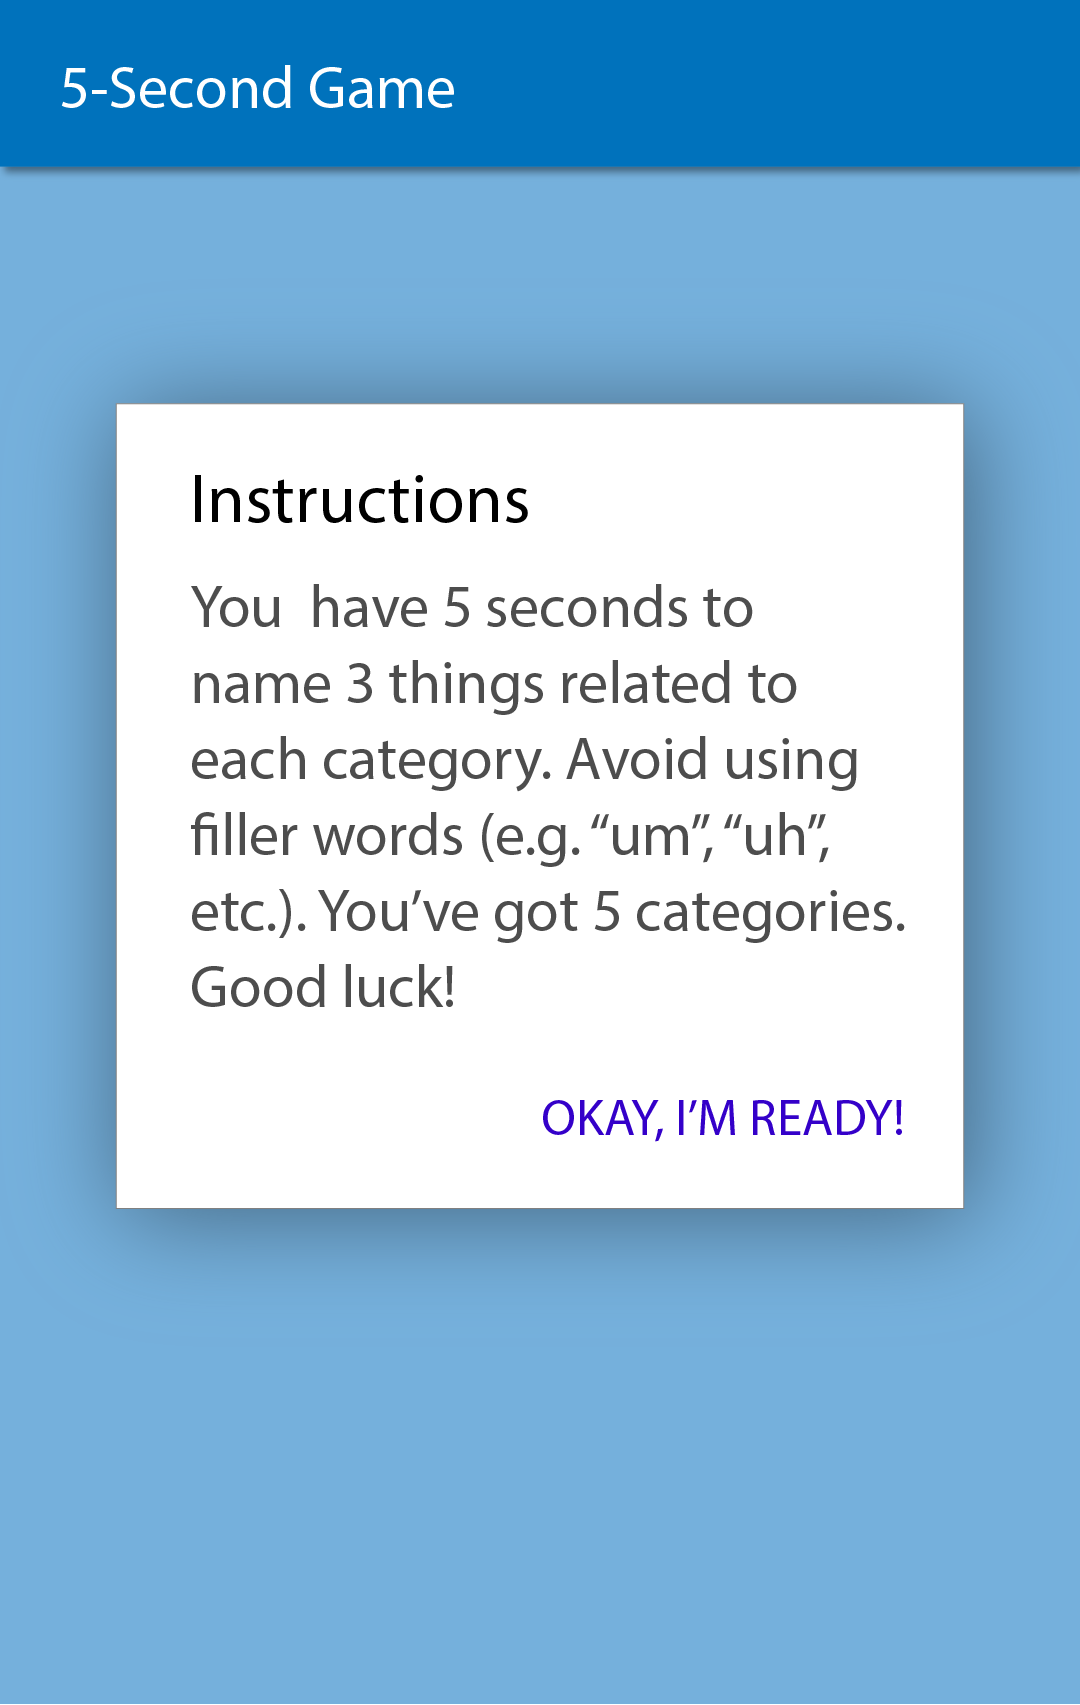 5-Second Game
Instructions
You  have 5 seconds to
name 3 things related to
each category. Avoid using
filler words (e.g. “um”, “uh”,
etc.). You’ve got 5 categories.
Good luck!
OKAY, I’M READY!